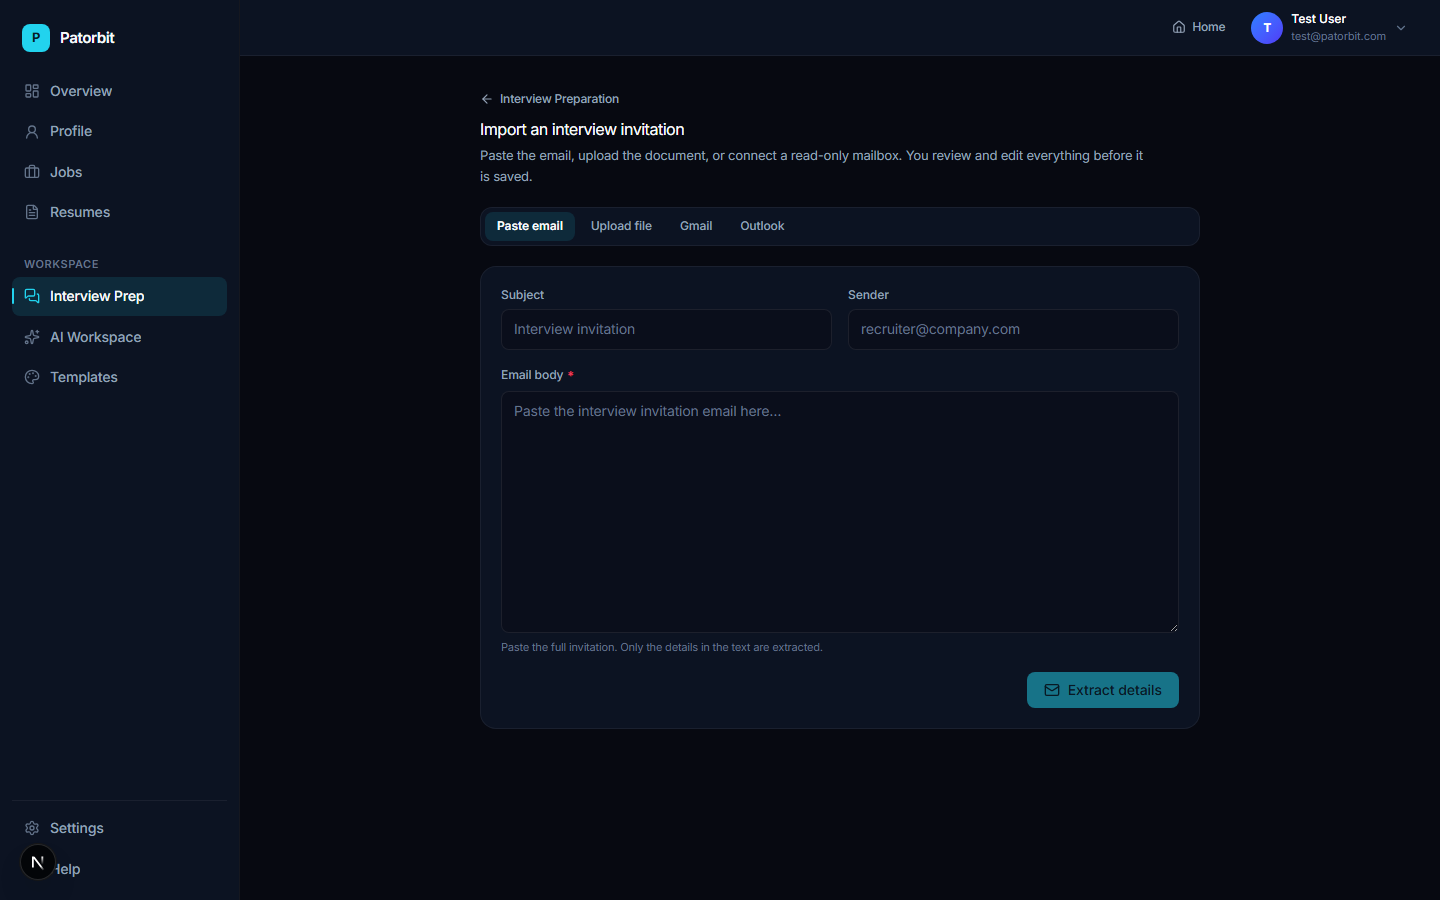 P Patorbit
Overview
Profile
Jobs
Resumes
WORKSPACE
Interview Prep
AI Workspace
Templates
Settings
N
Help
Home
T
Test User
test@patorbit.com
Interview Preparation
Import an interview invitation
Paste the email, upload the document, or connect a read-only mailbox. You review and edit everything before it
is saved.
Paste email Upload file Gmail Outlook
Subject
Interview invitation
Sender
recruiter@company.com
Email body *
Paste the interview invitation email here...
Paste the full invitation. Only the details in the text are extracted.
Extract details